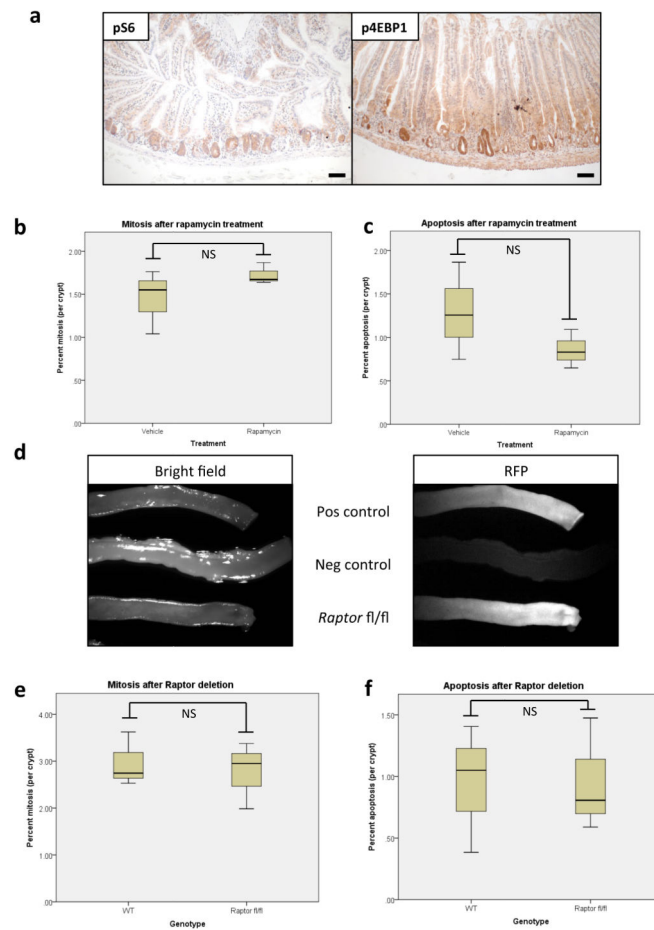 a
pS6
p4EBP1
b
Mitosis after rapamycin treatment
NS
2.00
1.50
1.00
.50
.00
Percent mitosis (per crypt)
Vehicle
Rapamycin
Treatment
c
Apoptosis after rapamycin treatment
NS
2.00
1.50
1.00
.50
.00
Percent apoptosis (per crypt)
Vehicle
Rapamycin
Treatment
d
Bright field
RFP
Pos control
Neg control
Raptor fl/fl
e
Mitosis after Raptor deletion
NS
4.00
3.00
2.00
1.00
.00
Percent mitosis (per crypt)
WT
Raptor fl/fl
Genotype
f
Apoptosis after Raptor deletion
NS
1.50
1.00
.50
.00
Percent apoptosis (per crypt)
WT
Raptor fl/fl
Genotype